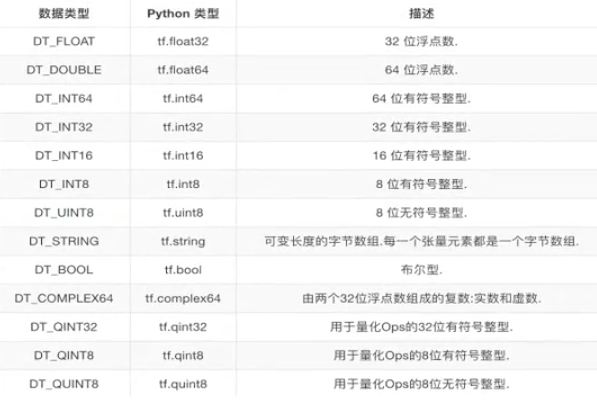 数据类型 Python 类型 描述
DT_FLOAT tf.float32 32 位浮点数.
DT_DOUBLE tf.float64 64 位浮点数.
DT_INT64 tf.int64 64 位有符号整型.
DT_INT32 tf.int32 32 位有符号整型.
DT_INT16 tf.int16 16 位有符号整型.
DT_INT8 tf.int8 8 位有符号整型.
DT_UINT8 tf.uint8 8 位无符号整型.
DT_STRING tf.string 可变长度的字节数组.每一个张量元素都是一个字节数组.
DT_BOOL tf.bool 布尔型.
DT_COMPLEX64 tf.complex64 由两个32位浮点数组成的复数:实数和虚数.
DT_QINT32 tf.qint32 用于量化Ops的32位有符号整型.
DT_QINT8 tf.qint8 用于量化Ops的8位有符号整型.
DT_QUINT8 tf.quint8 用于量化Ops的8位无符号整型.